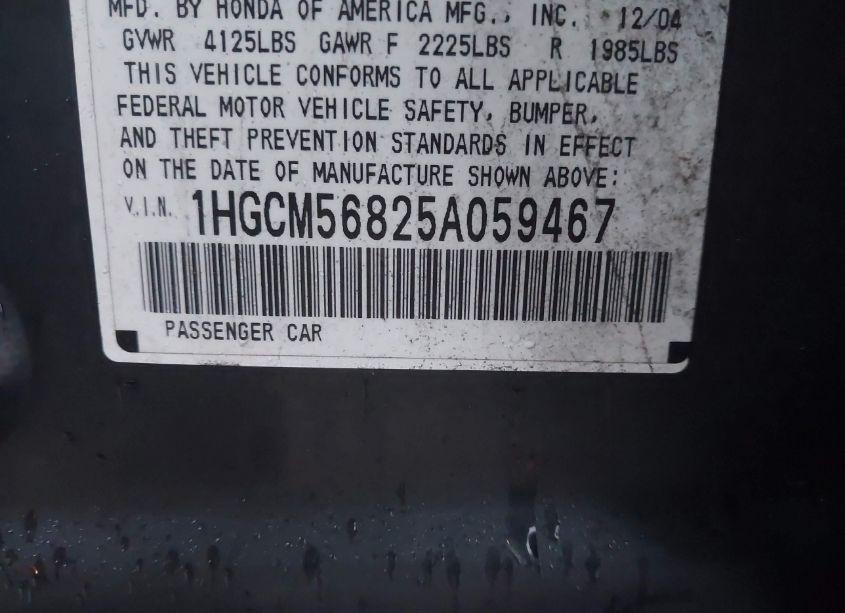 MFD. BY HONDA OF AMERICA MFG., INC. 12/04
GVWR 4125LBS GAWR F 2225LBS R 1985LBS
THIS VEHICLE CONFORMS TO ALL APPLICABLE
FEDERAL MOTOR VEHICLE SAFETY, BUMPER,
AND THEFT PREVENTION STANDARDS IN EFFECT
ON THE DATE OF MANUFACTURE SHOWN ABOVE:
V.I.N. 1HGCM56825A059467
PASSENGER CAR